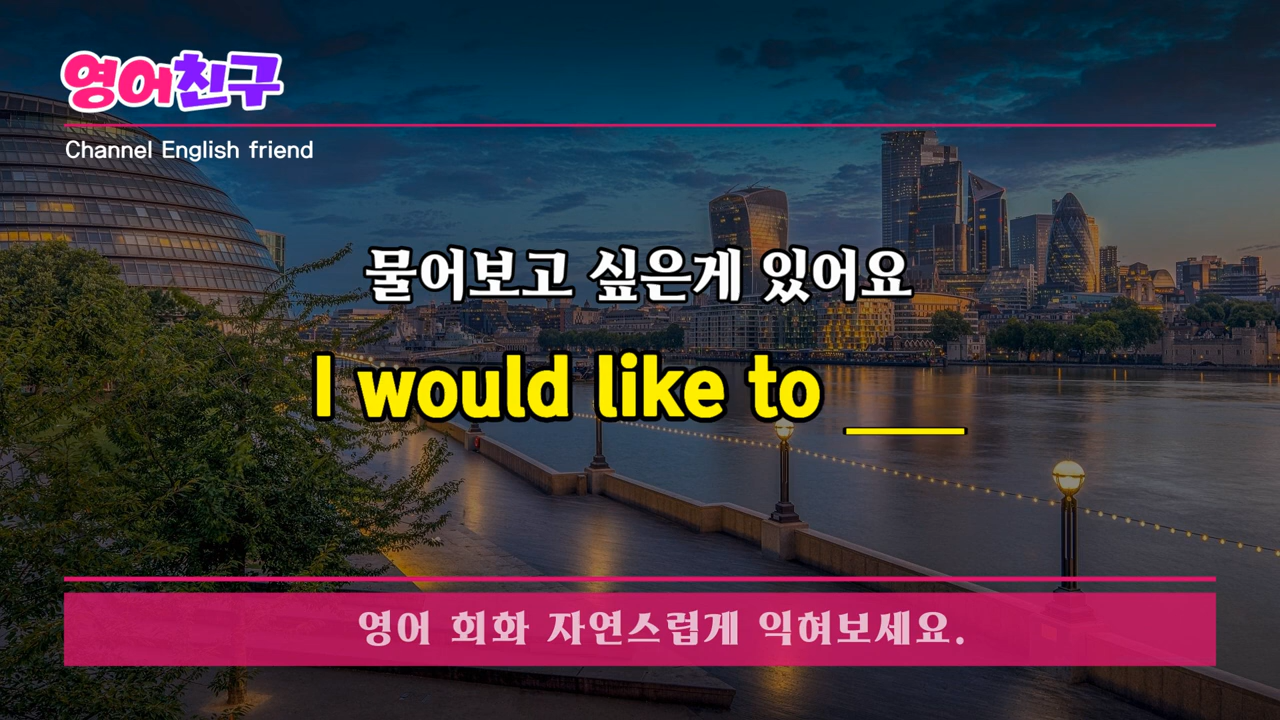 영어친구
Channel English friend
물어보고 싶은게 있어요
I would like to ___
영어 회화 자연스럽게 익혀보세요.